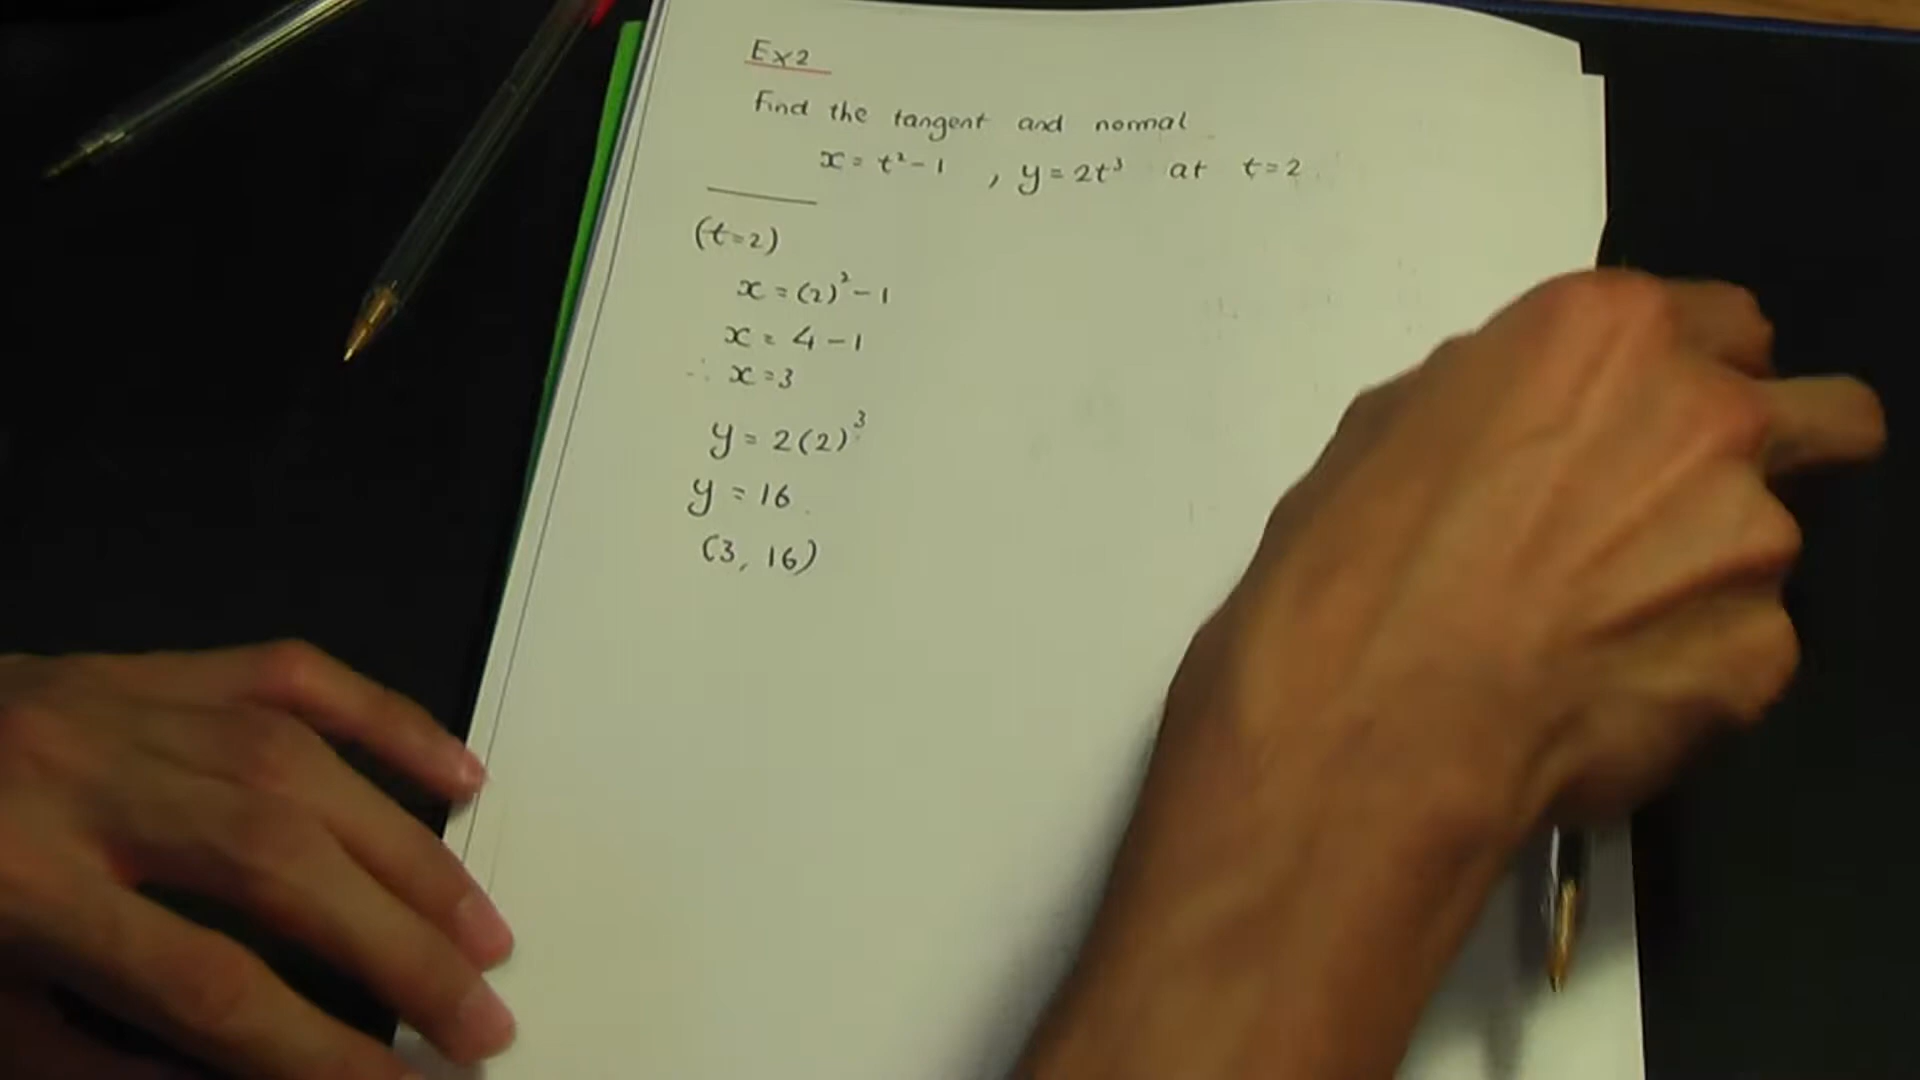 Ex2
Find the tangent and normal
x = t² - 1 , y = 2t³ at t = 2
(t = 2)
x = (2)² - 1
x = 4 - 1
∴ x = 3
y = 2(2)³
y = 16
(3, 16)